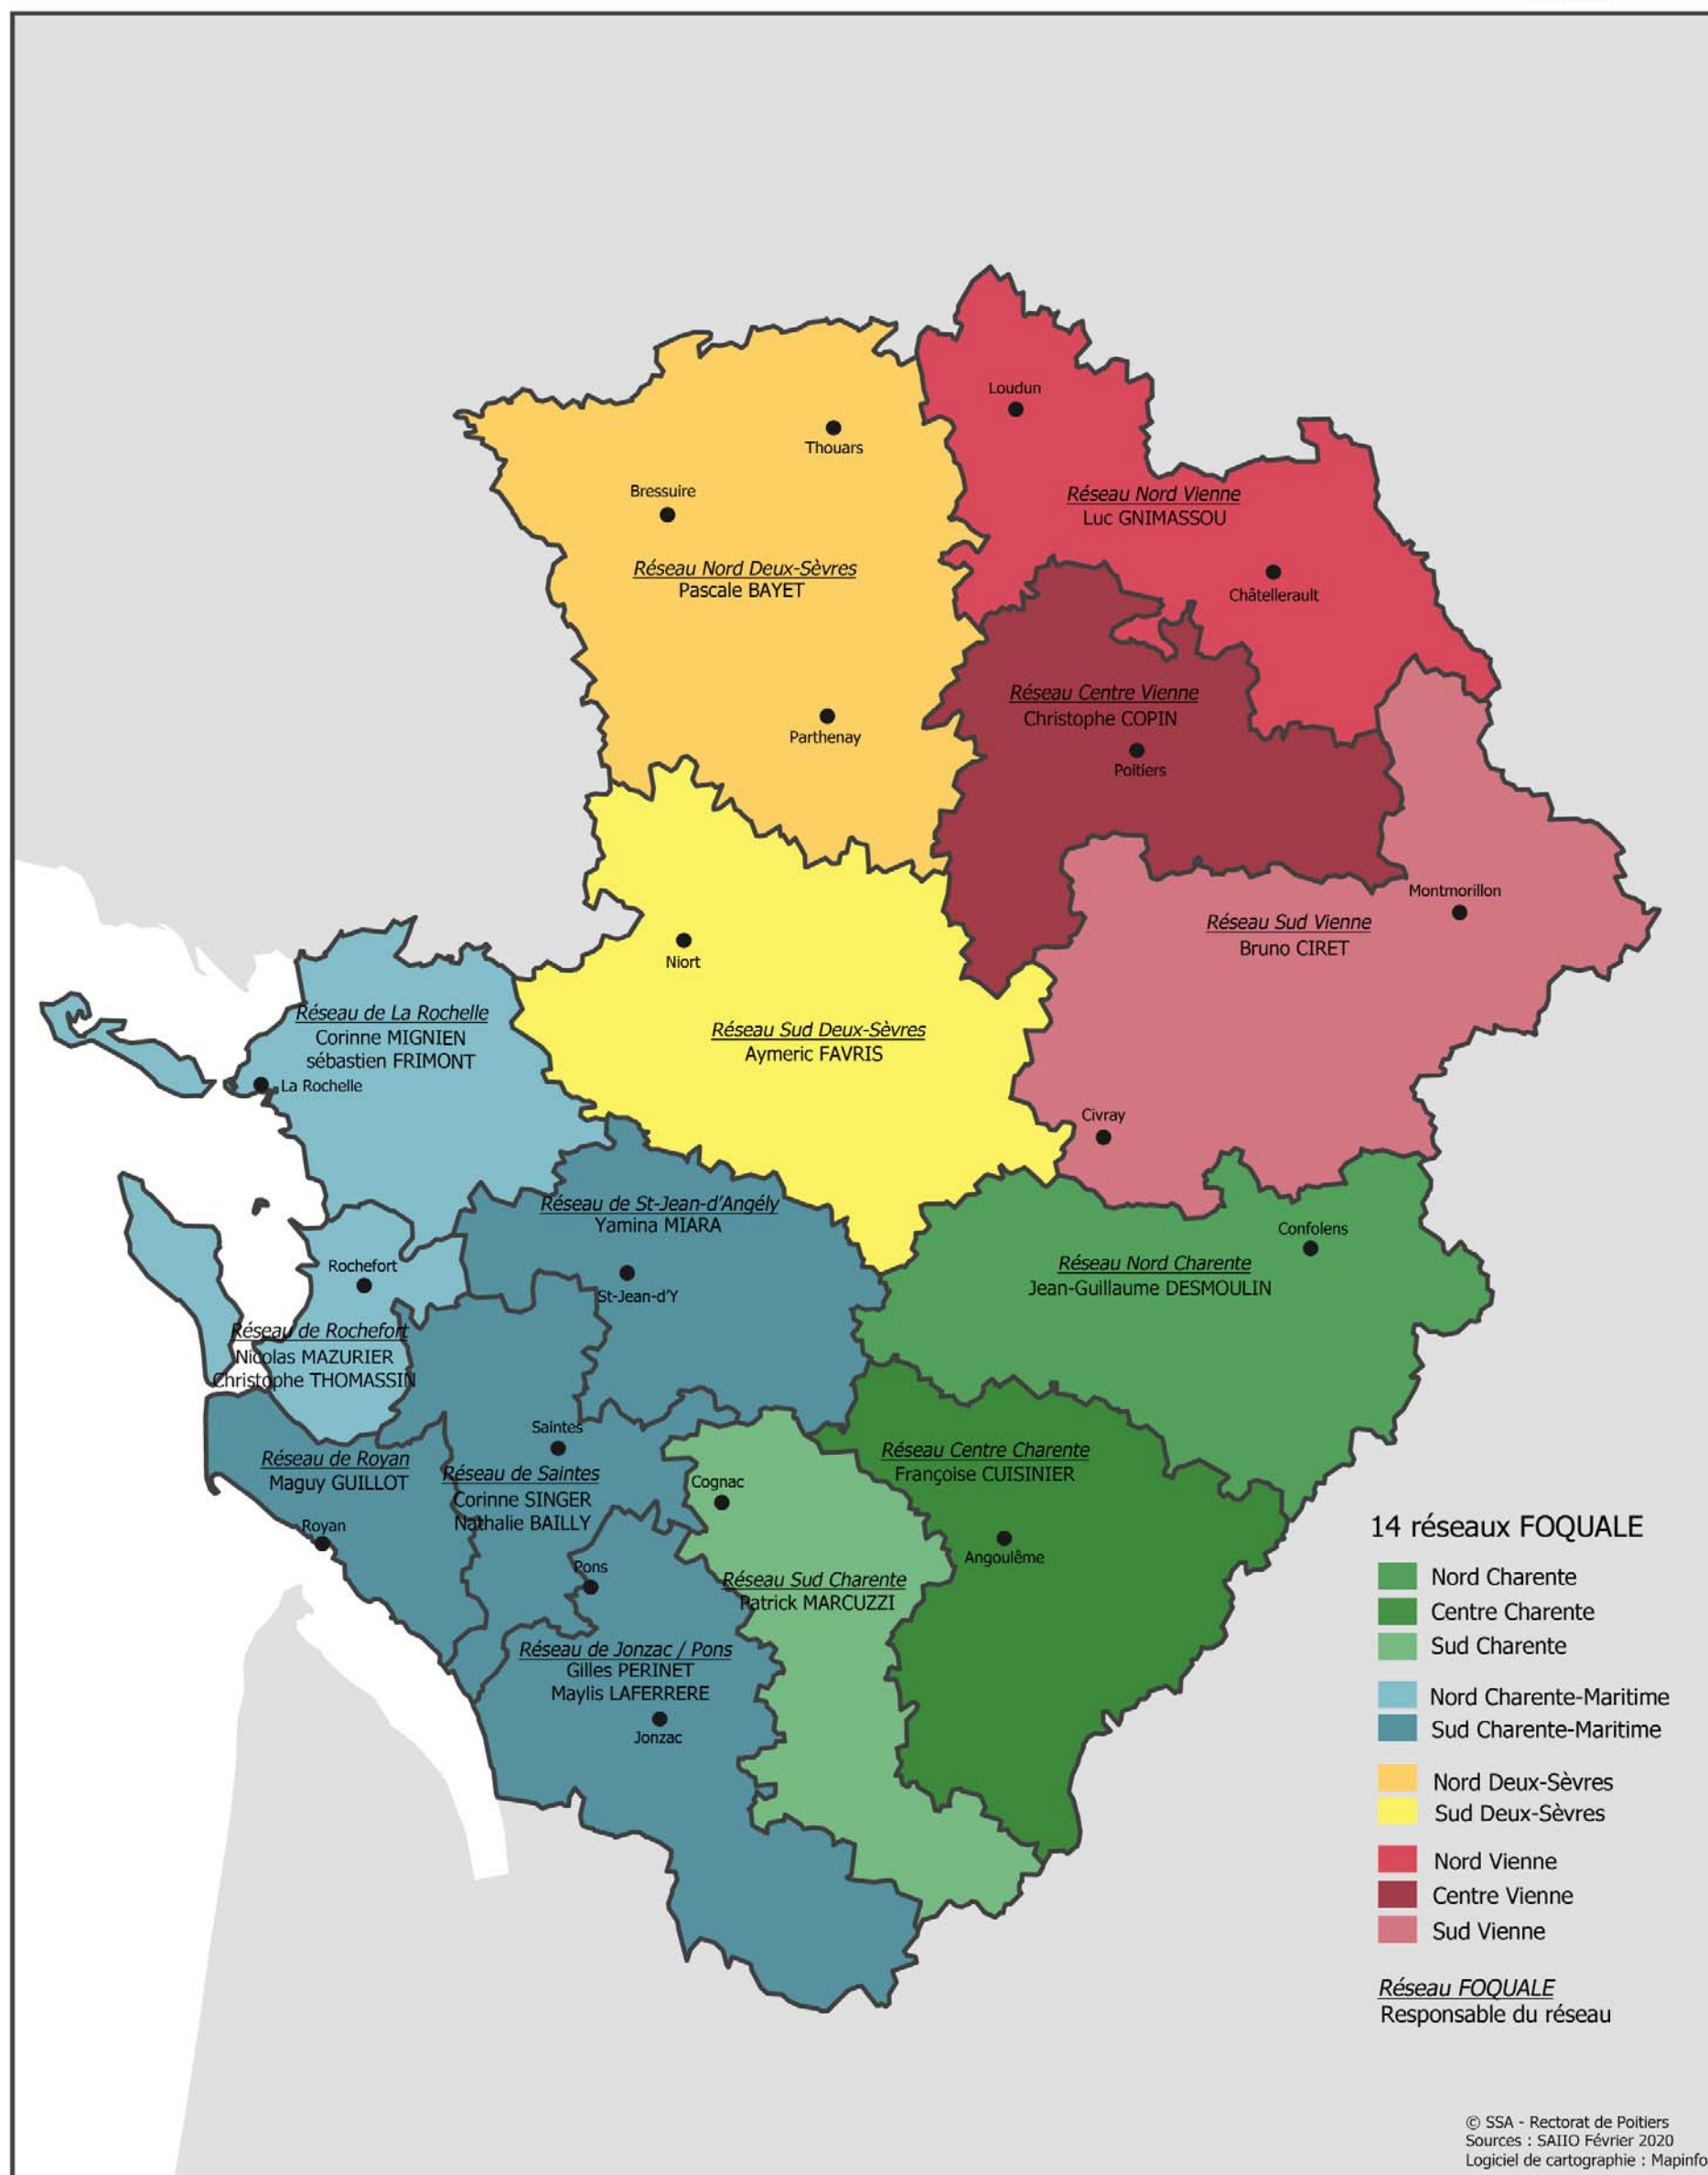 Loudun
Thouars
Bressuire
Réseau Nord Vienne
Luc GNIMASSOU
Réseau Nord Deux-Sèvres
Pascale BAYET
Châtellerault
Réseau Centre Vienne
Christophe COPIN
Parthenay
Poitiers
Montmorillon
Réseau Sud Vienne
Bruno CIRET
Niort
Réseau de La Rochelle
Corinne MIGNIEN
sébastien FRIMONT
La Rochelle
Réseau Sud Deux-Sèvres
Aymeric FAVRIS
Civray
Réseau de St-Jean-d'Angély
Yamina MIARA
St-Jean-d'Y
Confolens
Réseau Nord Charente
Jean-Guillaume DESMOULIN
Rochefort
Réseau de Rochefort
Nicolas MAZURIER
Christophe THOMASSIN
Saintes
Réseau de Royan
Maguy GUILLOT
Royan
Réseau de Saintes
Corinne SINGER
Nathalie BAILLY
Cognac
Réseau Centre Charente
Françoise CUISINIER
Angoulême
Pons
Réseau Sud Charente
Patrick MARCUZZI
Réseau de Jonzac / Pons
Gilles PERINET
Maylis LAFERRERE
Jonzac
14 réseaux FOQUALE
Nord Charente
Centre Charente
Sud Charente
Nord Charente-Maritime
Sud Charente-Maritime
Nord Deux-Sèvres
Sud Deux-Sèvres
Nord Vienne
Centre Vienne
Sud Vienne
Réseau FOQUALE
Responsable du réseau
© SSA - Rectorat de Poitiers
Sources : SAIIO Février 2020
Logiciel de cartographie : Mapinfo